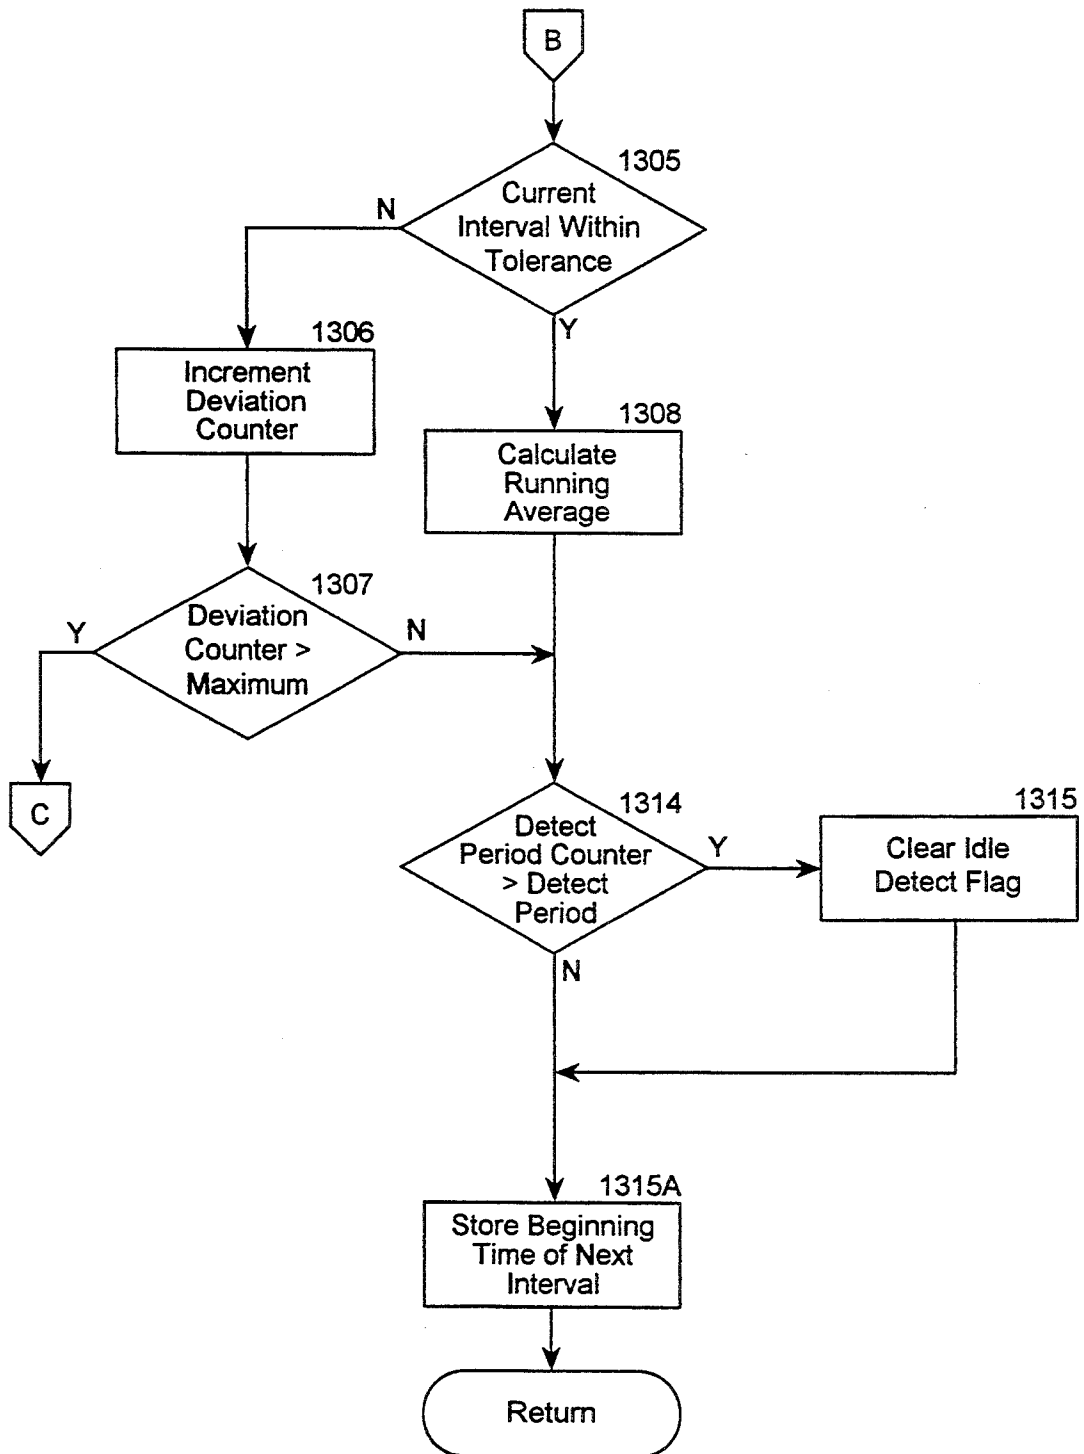 B
1305
Current
Interval Within
Tolerance
N
Y
1306
Increment
Deviation
Counter
1308
Calculate
Running
Average
1307
Deviation
Counter >
Maximum
Y
N
C
1314
Detect
Period Counter
> Detect
Period
Y
N
1315
Clear Idle
Detect Flag
1315A
Store Beginning
Time of Next
Interval
Return